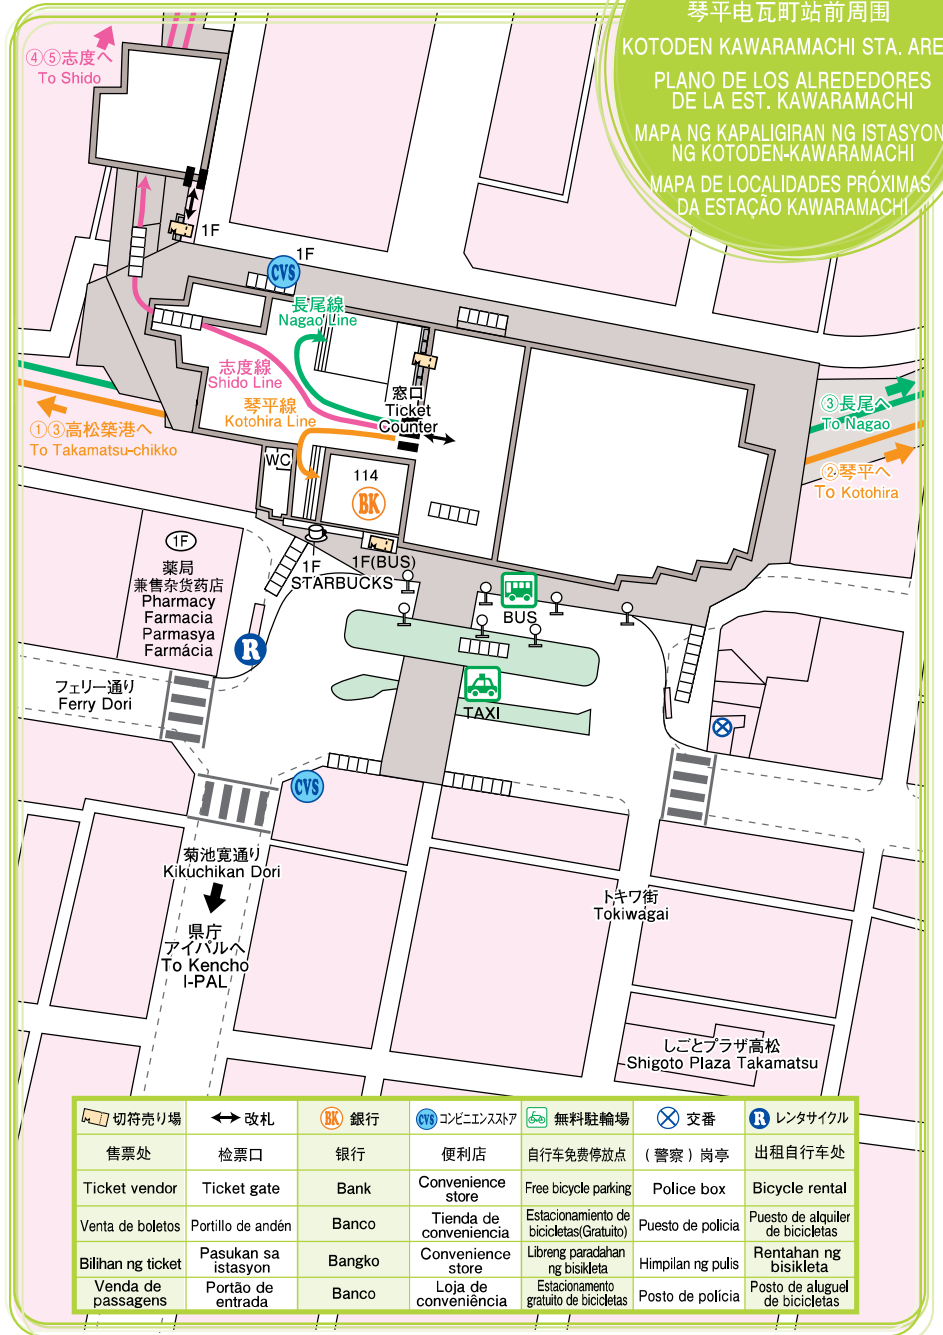 琴平电瓦町站前周围
KOTODEN KAWARAMACHI STA. ARE
PLANO DE LOS ALREDEDORES
DE LA EST. KAWARAMACHI
MAPA NG KAPALIGIRAN NG ISTASYON
NG KOTODEN-KAWARAMACHI
MAPA DE LOCALIDADES PRÓXIMAS
DA ESTAÇÃO KAWARAMACHI
④⑤志度へ
To Shido
1F
1F
CVS
長尾線
Nagao Line
志度線
Shido Line
琴平線
Kotohira Line
窓口
Ticket
Counter
①③高松築港へ
To Takamatsu-chikko
③長尾へ
To Nagao
②琴平へ
To Kotohira
WC
114
BK
1F
STARBUCKS
1F(BUS)
BUS
TAXI
1F
薬局
兼售杂货药店
Pharmacy
Farmacia
Parmasya
Farmácia
R
フェリー通り
Ferry Dori
CVS
菊池寛通り
Kikuchikan Dori
県庁
アイパルへ
To Kencho
I-PAL
トキワ街
Tokiwagai
しごとプラザ高松
Shigoto Plaza Takamatsu
切符売り場 改札 BK 銀行 CVS コンビニエンスストア 無料駐輪場 交番 R レンタサイクル
售票处 检票口 银行 便利店 自行车免费停放点 (警察)岗亭 出租自行车处
Ticket vendor Ticket gate Bank Convenience store Free bicycle parking Police box Bicycle rental
Venta de boletos Portillo de andén Banco Tienda de conveniencia Estacionamiento de bicicletas(Gratuito) Puesto de policia Puesto de alquiler de bicicletas
Bilihan ng ticket Pasukan sa istasyon Bangko Convenience store Libreng paradahan ng bisikleta Himpilan ng pulis Rentahan ng bisikleta
Venda de passagens Portão de entrada Banco Loja de conveniência Estacionamento gratuito de bicicletas Posto de polícia Posto de aluguel de bicicletas